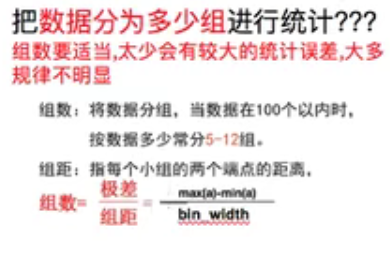 把数据分为多少组进行统计???
组数要适当,太少会有较大的统计误差,大多
规律不明显
组数：将数据分组，当数据在100个以内时，
按数据多少常分5-12组。
组距：指每个小组的两个端点的距离，
组数= 极差/组距 = max(a)-min(a)/bin_width